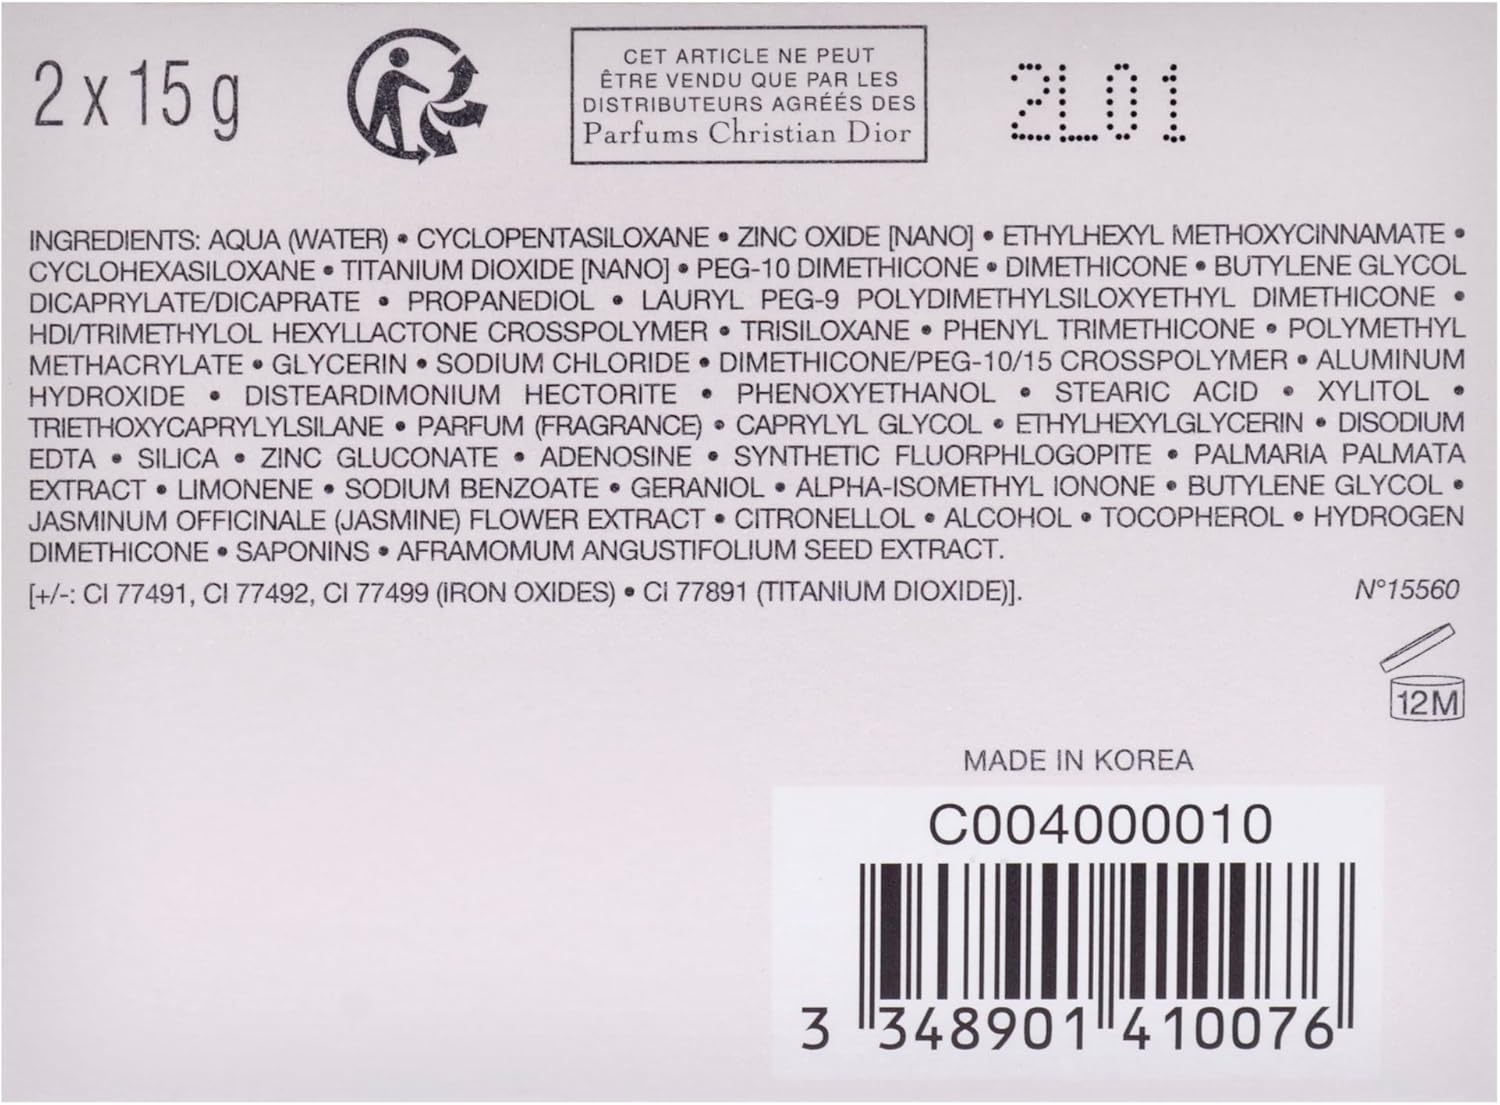 2 x 15 g
CET ARTICLE NE PEUT
ÊTRE VENDU QUE PAR LES
DISTRIBUTEURS AGRÉÉS DES
Parfums Christian Dior
2L01
INGREDIENTS: AQUA (WATER) • CYCLOPENTASILOXANE • ZINC OXIDE [NANO] • ETHYLHEXYL METHOXYCINNAMATE •
CYCLOHEXASILOXANE • TITANIUM DIOXIDE [NANO] • PEG-10 DIMETHICONE • DIMETHICONE • BUTYLENE GLYCOL
DICAPRYLATE/DICAPRATE • PROPANEDIOL • LAURYL PEG-9 POLYDIMETHYLSILOXYETHYL DIMETHICONE •
HDI/TRIMETHYLOL HEXYLLACTONE CROSSPOLYMER • TRISILOXANE • PHENYL TRIMETHICONE • POLYMETHYL
METHACRYLATE • GLYCERIN • SODIUM CHLORIDE • DIMETHICONE/PEG-10/15 CROSSPOLYMER • ALUMINUM
HYDROXIDE • DISTEARDIMONIUM HECTORITE • PHENOXYETHANOL • STEARIC ACID • XYLITOL •
TRIETHOXYCAPRYLYLSILANE • PARFUM (FRAGRANCE) • CAPRYLYL GLYCOL • ETHYLHEXYLGLYCERIN • DISODIUM
EDTA • SILICA • ZINC GLUCONATE • ADENOSINE • SYNTHETIC FLUORPHLOGOPITE • PALMARIA PALMATA
EXTRACT • LIMONENE • SODIUM BENZOATE • GERANIOL • ALPHA-ISOMETHYL IONONE • BUTYLENE GLYCOL •
JASMINUM OFFICINALE (JASMINE) FLOWER EXTRACT • CITRONELLOL • ALCOHOL • TOCOPHEROL • HYDROGEN
DIMETHICONE • SAPONINS • AFRAMOMUM ANGUSTIFOLIUM SEED EXTRACT.
[+/-: CI 77491, CI 77492, CI 77499 (IRON OXIDES) • CI 77891 (TITANIUM DIOXIDE)].
N°15560
12M
MADE IN KOREA
C004000010
3 348901 410076